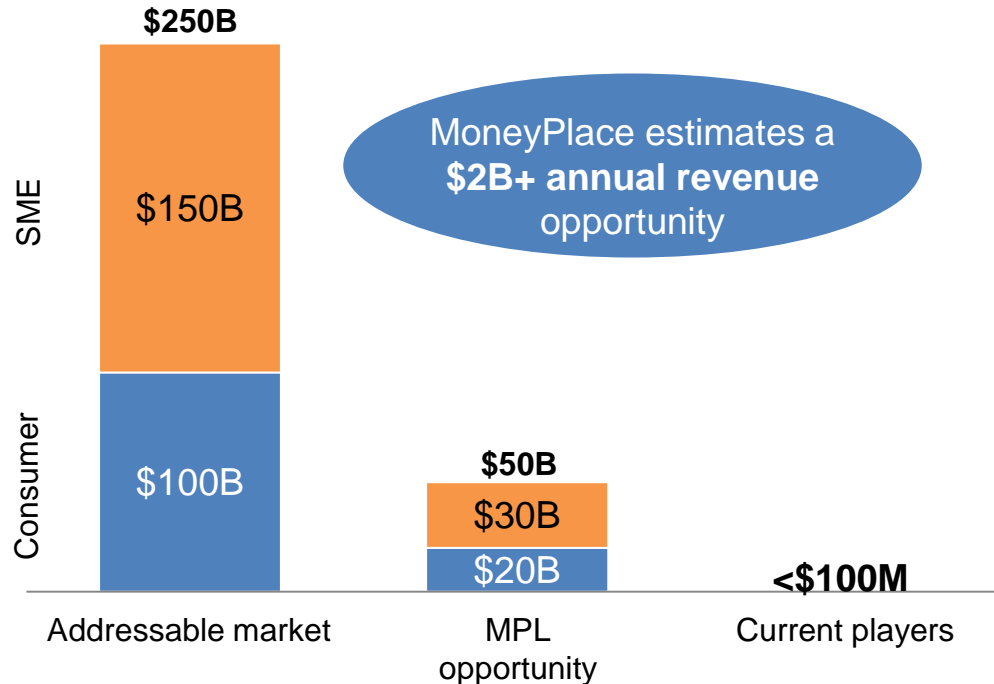 $250B
MoneyPlace estimates a
$2B+ annual revenue
opportunity
SME
$150B
Consumer
$100B
$50B
$30B
$20B
<$100M
Addressable market
MPL
opportunity
Current players